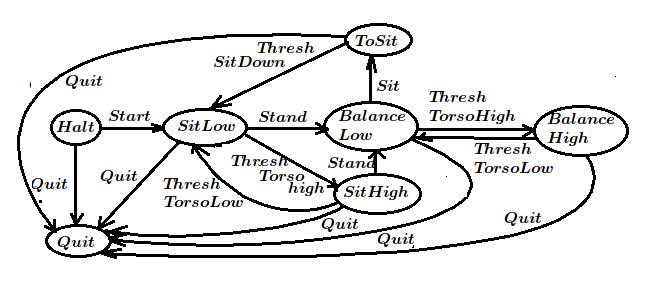 ToSit
Thresh
SitDown
Quit
Sit
Thresh
TorsoHigh
Start
Stand
Halt
SitLow
Balance
Low
Balance
High
Thresh
TorsoLow
Thresh
Torso
high
Stand
Quit
Quit
Thresh
TorsoLow
SitHigh
Quit
Quit
Quit
Quit